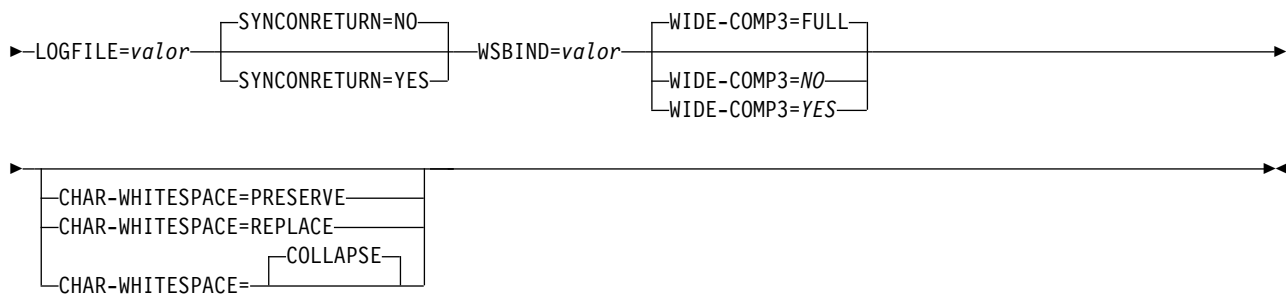 SYNCONRETURN=NO WIDE-COMP3=FULL
LOGFILE=valor WSBIND=valor
SYNCONRETURN=YES WIDE-COMP3=NO
WIDE-COMP3=YES
CHAR-WHITESPACE=PRESERVE
CHAR-WHITESPACE=REPLACE
COLLAPSE
CHAR-WHITESPACE=